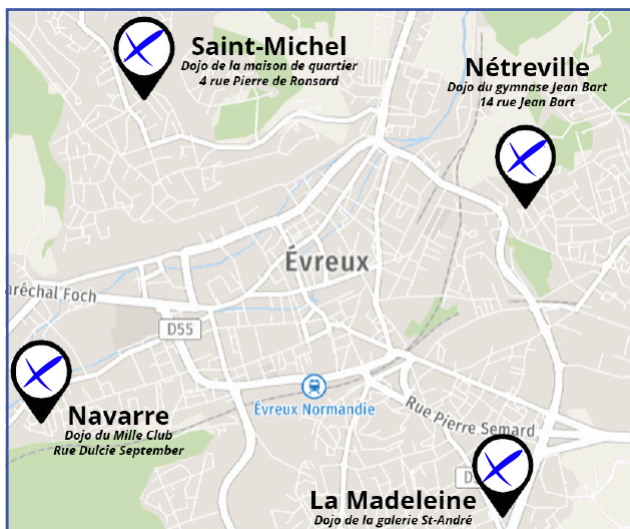 Saint-Michel
Dojo de la maison de quartier
4 rue Pierre de Ronsard
Nétreville
Dojo du gymnase Jean Bart
14 rue Jean Bart
Évreux
aréchal Foch
D55
Évreux Normandie
Navarre
Dojo du Mille Club
Rue Dulcie September
Rue Pierre Semard
La Madeleine
Dojo de la galerie St-André